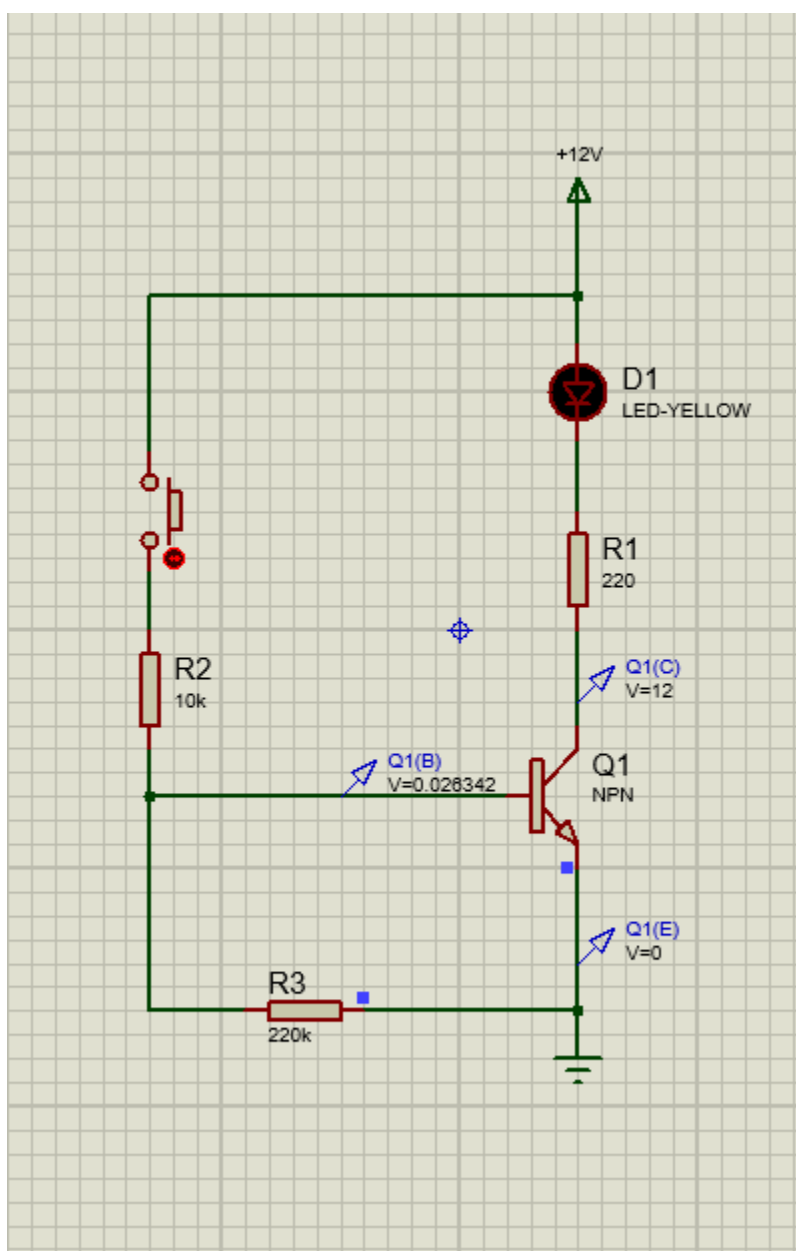 +12V
D1
LED-YELLOW
R1
220
R2
10k
Q1(C)
V=12
Q1(B)
V=0.026342
Q1
NPN
Q1(E)
V=0
R3
220k